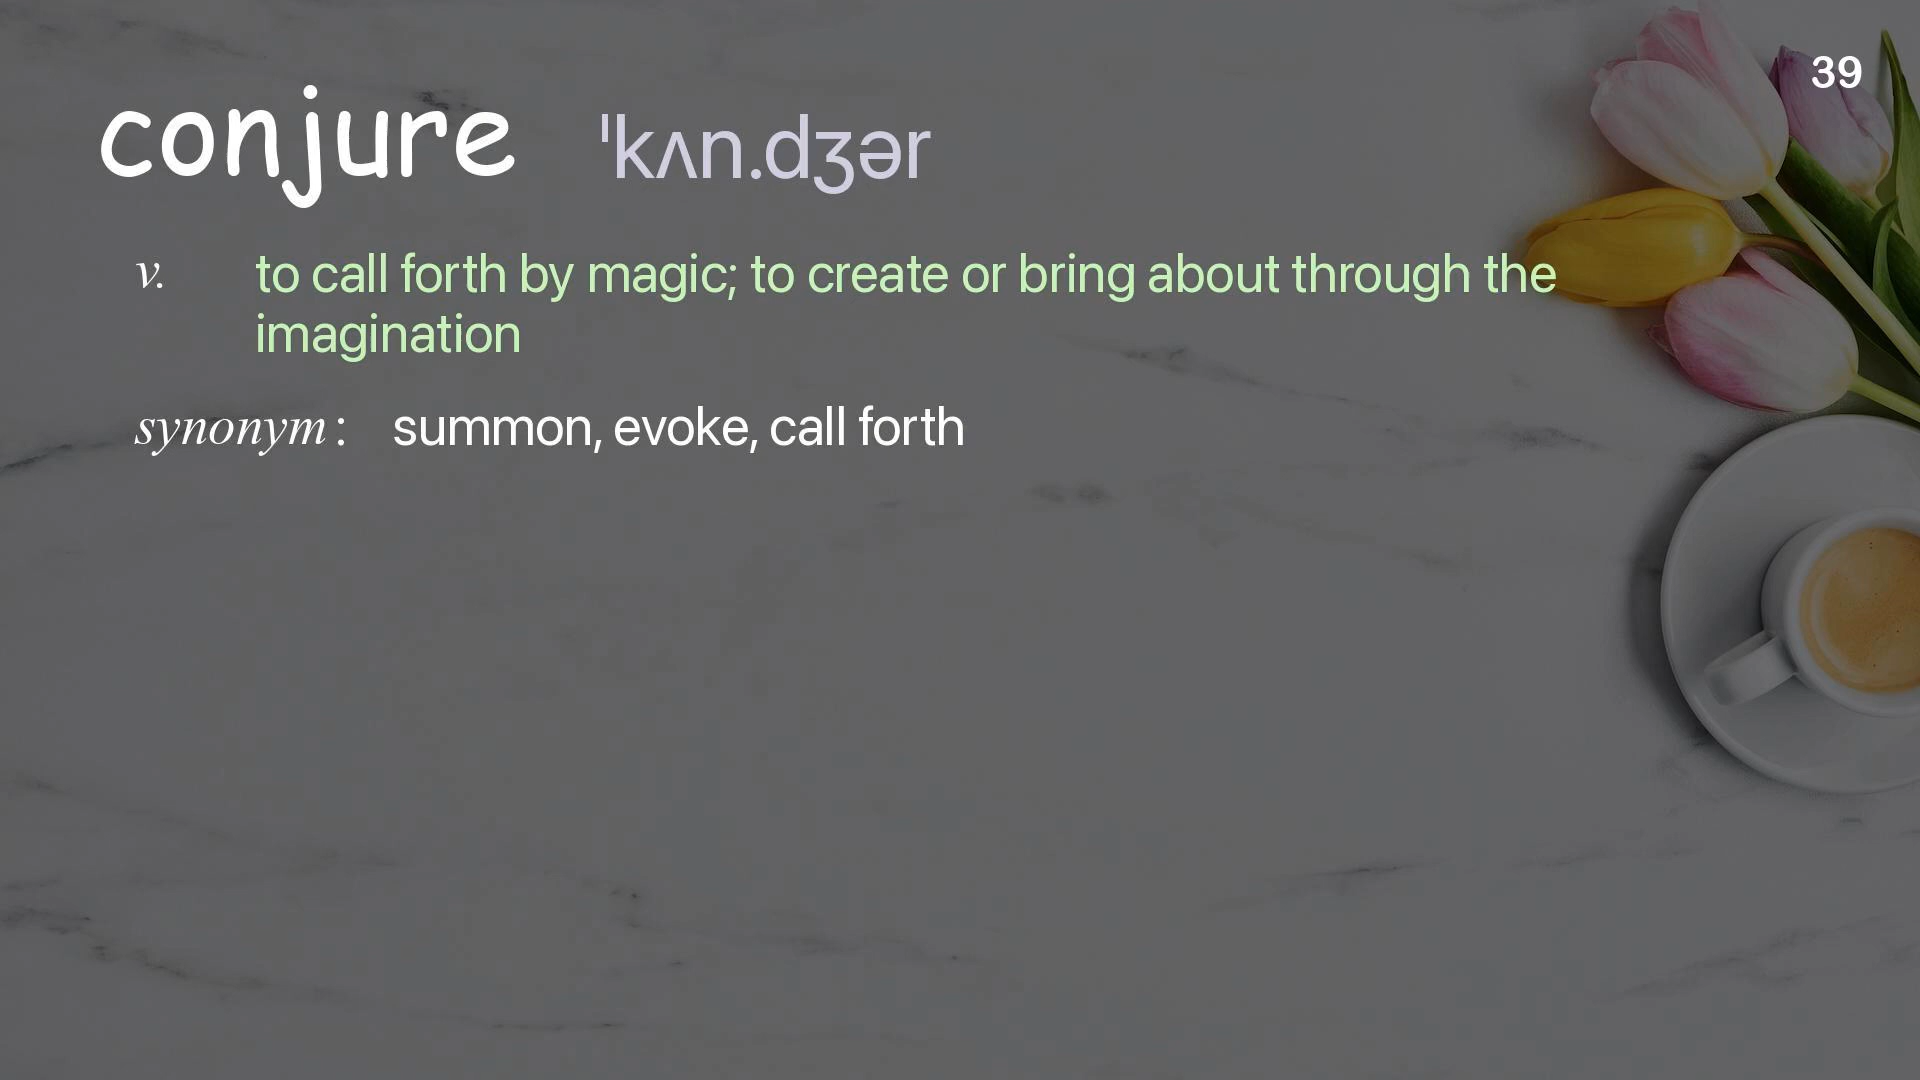 39
conjure ˈkʌn.dʒər
v. to call forth by magic; to create or bring about through the
imagination
synonym: summon, evoke, call forth